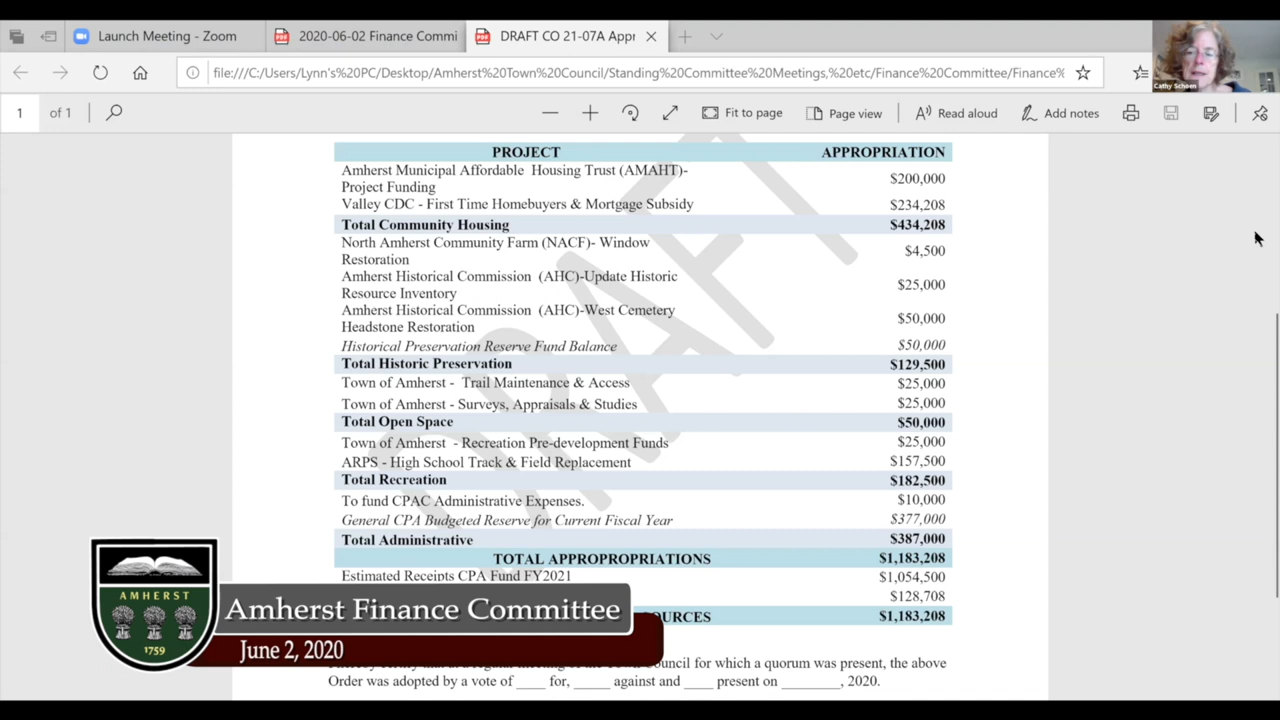 Launch Meeting - Zoom
2020-06-02 Finance Commi
DRAFT CO 21-07A Appr
Cathy Schoen
file:///C:/Users/Lynn's%20PC/Desktop/Amherst%20Town%20Council/Standing%20Committee%20Meetings,%20etc/Finance%20Committee/Finance%
1 of 1
Fit to page
Page view
Read aloud
Add notes
DRAFT
PROJECT APPROPRIATION
Amherst Municipal Affordable Housing Trust (AMAHT)-
Project Funding $200,000
Valley CDC - First Time Homebuyers & Mortgage Subsidy $234,208
Total Community Housing $434,208
North Amherst Community Farm (NACF)- Window
Restoration $4,500
Amherst Historical Commission (AHC)-Update Historic
Resource Inventory $25,000
Amherst Historical Commission (AHC)-West Cemetery
Headstone Restoration $50,000
Historical Preservation Reserve Fund Balance $50,000
Total Historic Preservation $129,500
Town of Amherst - Trail Maintenance & Access $25,000
Town of Amherst - Surveys, Appraisals & Studies $25,000
Total Open Space $50,000
Town of Amherst - Recreation Pre-development Funds $25,000
ARPS - High School Track & Field Replacement $157,500
Total Recreation $182,500
To fund CPAC Administrative Expenses. $10,000
General CPA Budgeted Reserve for Current Fiscal Year $377,000
Total Administrative $387,000
TOTAL APPROPROPRIATIONS $1,183,208
Estimated Receipts CPA Fund FY2021 $1,054,500
$128,708
OURCES $1,183,208
AMHERST
1759
Amherst Finance Committee
June 2, 2020
Council for which a quorum was present, the above
Order was adopted by a vote of ____ for, _____ against and ____ present on ________, 2020.